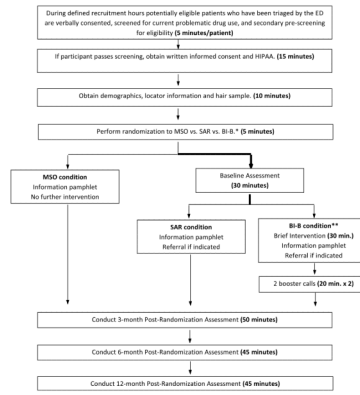 During defined recruitment hours potentially eligible patients who have been triaged by the ED
are verbally consented, screened for current problematic drug use, and secondary pre-screening
for eligibility (5 minutes/patient)
If participant passes screening, obtain written informed consent and HIPAA. (15 minutes)
Obtain demographics, locator information and hair sample. (10 minutes)
Perform randomization to MSO vs. SAR vs. BI-B.* (5 minutes)
MSO condition
Information pamphlet
No further intervention
Baseline Assessment
(30 minutes)
SAR condition
Information pamphlet
Referral if indicated
BI-B condition**
Brief Intervention (30 min.)
Information pamphlet
Referral if indicated
2 booster calls (20 min. x 2)
Conduct 3-month Post-Randomization Assessment (50 minutes)
Conduct 6-month Post-Randomization Assessment (45 minutes)
Conduct 12-month Post-Randomization Assessment (45 minutes)